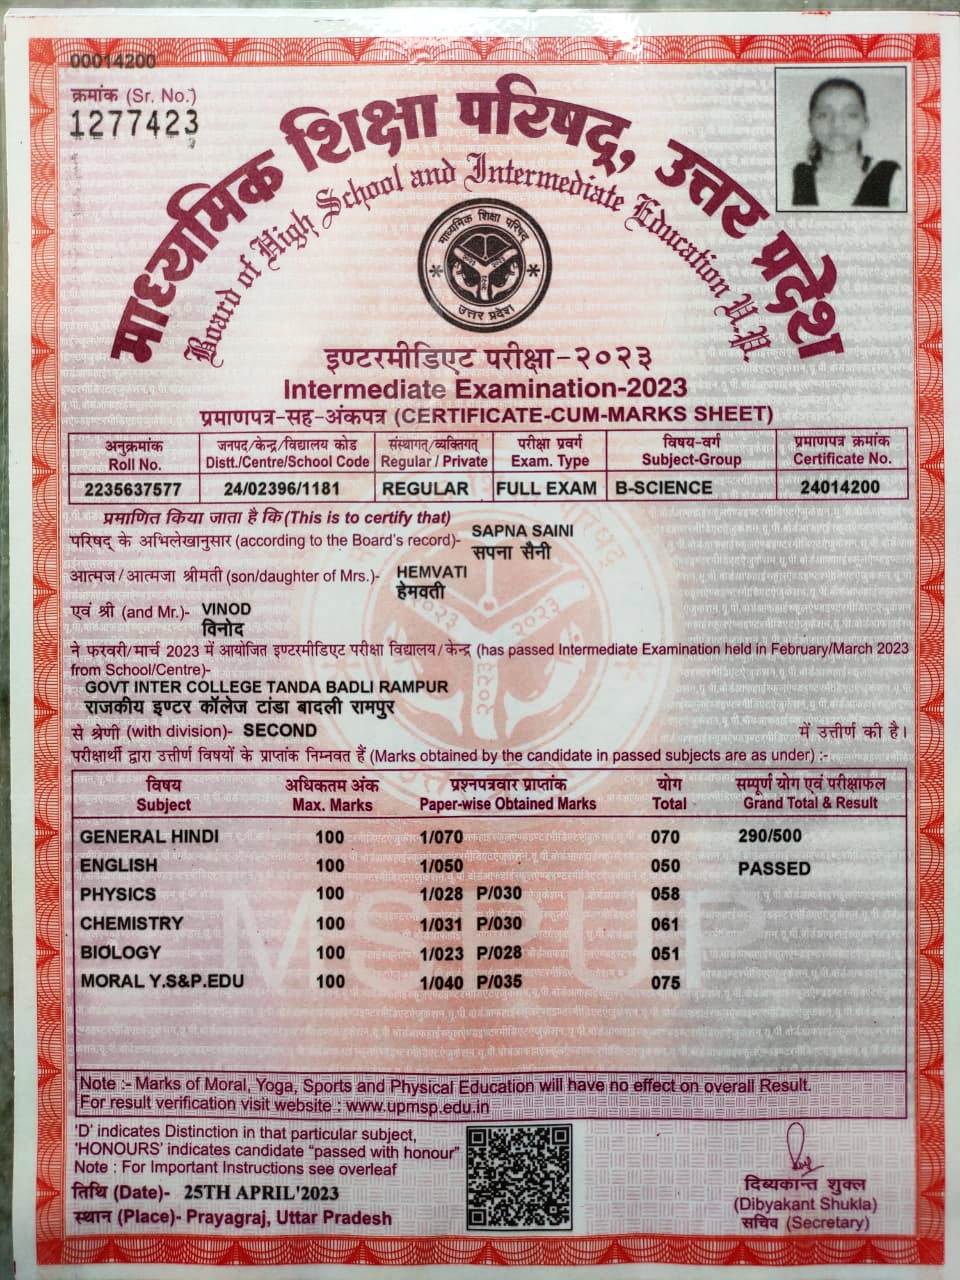 00014200
क्रमांक (Sr. No.)
1277423
माध्यमिक शिक्षा परिषद्, उत्तर प्रदेश
Board of High School and Intermediate Education U.P.
माध्यमिक शिक्षा परिषद
उत्तर प्रदेश
इण्टरमीडिएट परीक्षा-२०२३
Intermediate Examination-2023
प्रमाणपत्र-सह-अंकपत्र (CERTIFICATE-CUM-MARKS SHEET)
अनुक्रमांक जनपद/केन्द्र/विद्यालय कोड संस्थागत/व्यक्तिगत परीक्षा प्रवर्ग विषय-वर्ग प्रमाणपत्र क्रमांक
Roll No. Distt./Centre/School Code Regular / Private Exam. Type Subject-Group Certificate No.
2235637577 24/02396/1181 REGULAR FULL EXAM B-SCIENCE 24014200
प्रमाणित किया जाता है कि (This is to certify that)
परिषद् के अभिलेखानुसार (according to the Board's record)- SAPNA SAINI
सपना सैनी
आत्मज/आत्मजा श्रीमती (son/daughter of Mrs.)- HEMVATI
हेमवती
एवं श्री (and Mr.)- VINOD
विनोद
ने फरवरी/मार्च 2023 में आयोजित इण्टरमीडिएट परीक्षा विद्यालय/केन्द्र (has passed Intermediate Examination held in February/March 2023
from School/Centre)-
GOVT INTER COLLEGE TANDA BADLI RAMPUR
राजकीय इण्टर कॉलेज टांडा बादली रामपुर
से श्रेणी (with division)- SECOND में उत्तीर्ण की है।
परीक्षार्थी द्वारा उत्तीर्ण विषयों के प्राप्तांक निम्नवत हैं (Marks obtained by the candidate in passed subjects are as under) :-
विषय अधिकतम अंक प्रश्नपत्रवार प्राप्तांक योग सम्पूर्ण योग एवं परीक्षाफल
Subject Max. Marks Paper-wise Obtained Marks Total Grand Total & Result
GENERAL HINDI 100 1/070 070 290/500
ENGLISH 100 1/050 050 PASSED
PHYSICS 100 1/028 P/030 058
CHEMISTRY 100 1/031 P/030 061
BIOLOGY 100 1/023 P/028 051
MORAL Y.S&P.EDU 100 1/040 P/035 075
Note :- Marks of Moral, Yoga, Sports and Physical Education will have no effect on overall Result.
For result verification visit website : www.upmsp.edu.in
'D' indicates Distinction in that particular subject,
'HONOURS' indicates candidate "passed with honour"
Note : For Important Instructions see overleaf
तिथि (Date)- 25TH APRIL'2023
स्थान (Place)- Prayagraj, Uttar Pradesh
दिब्यकान्त शुक्ल
(Dibyakant Shukla)
सचिव (Secretary)